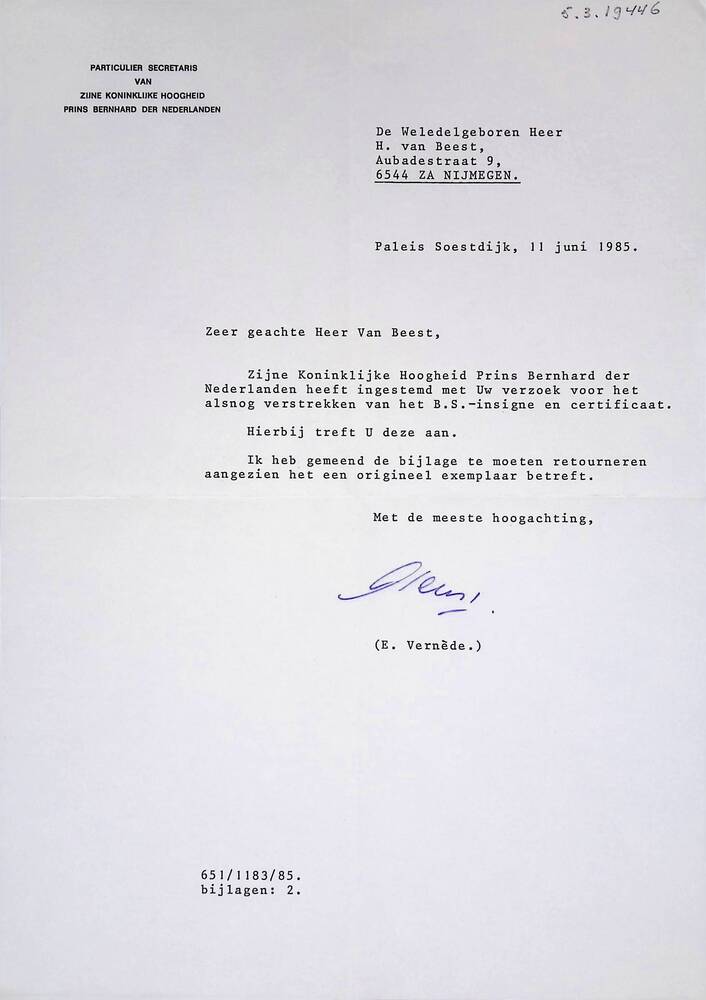 5.3.19446
PARTICULIER SECRETARIS
VAN
ZIJNE KONINKLIJKE HOOGHEID
PRINS BERNHARD DER NEDERLANDEN
De Weledelgeboren Heer
H. van Beest,
Aubadestraat 9,
6544 ZA NIJMEGEN.
Paleis Soestdijk, 11 juni 1985.
Zeer geachte Heer Van Beest,
Zijne Koninklijke Hoogheid Prins Bernhard der
Nederlanden heeft ingestemd met Uw verzoek voor het
alsnog verstrekken van het B.S.-insigne en certificaat.
Hierbij treft U deze aan.
Ik heb gemeend de bijlage te moeten retourneren
aangezien het een origineel exemplaar betreft.
Met de meeste hoogachting,
(E. Vernède.)
651/1183/85.
bijlagen: 2.